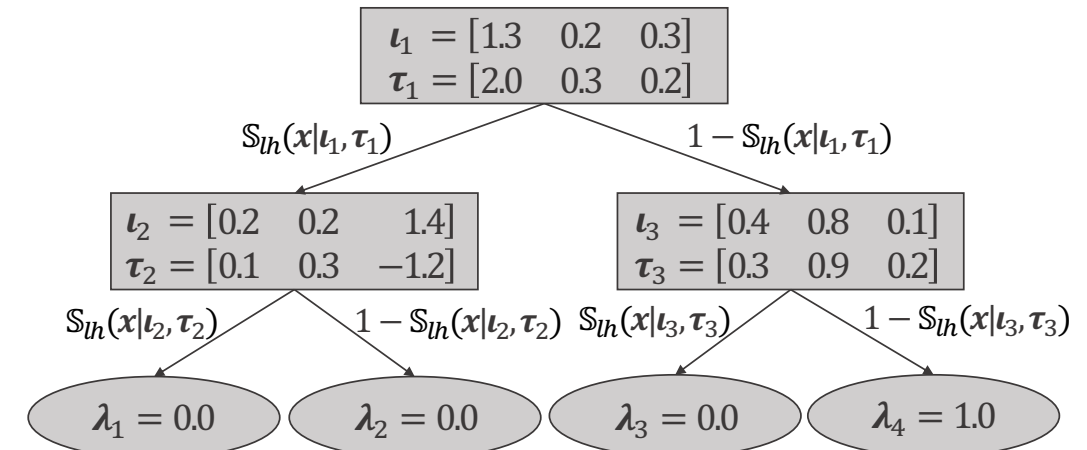 𝜾₁ = [1.3 0.2 0.3]
𝝉₁ = [2.0 0.3 0.2]
𝕊ₗₕ(𝒙|𝜾₁, 𝝉₁)
1 − 𝕊ₗₕ(𝒙|𝜾₁, 𝝉₁)
𝜾₂ = [0.2 0.2 1.4]
𝝉₂ = [0.1 0.3 −1.2]
𝜾₃ = [0.4 0.8 0.1]
𝝉₃ = [0.3 0.9 0.2]
𝕊ₗₕ(𝒙|𝜾₂, 𝝉₂)
1 − 𝕊ₗₕ(𝒙|𝜾₂, 𝝉₂)
𝕊ₗₕ(𝒙|𝜾₃, 𝝉₃)
1 − 𝕊ₗₕ(𝒙|𝜾₃, 𝝉₃)
𝝀₁ = 0.0
𝝀₂ = 0.0
𝝀₃ = 0.0
𝝀₄ = 1.0